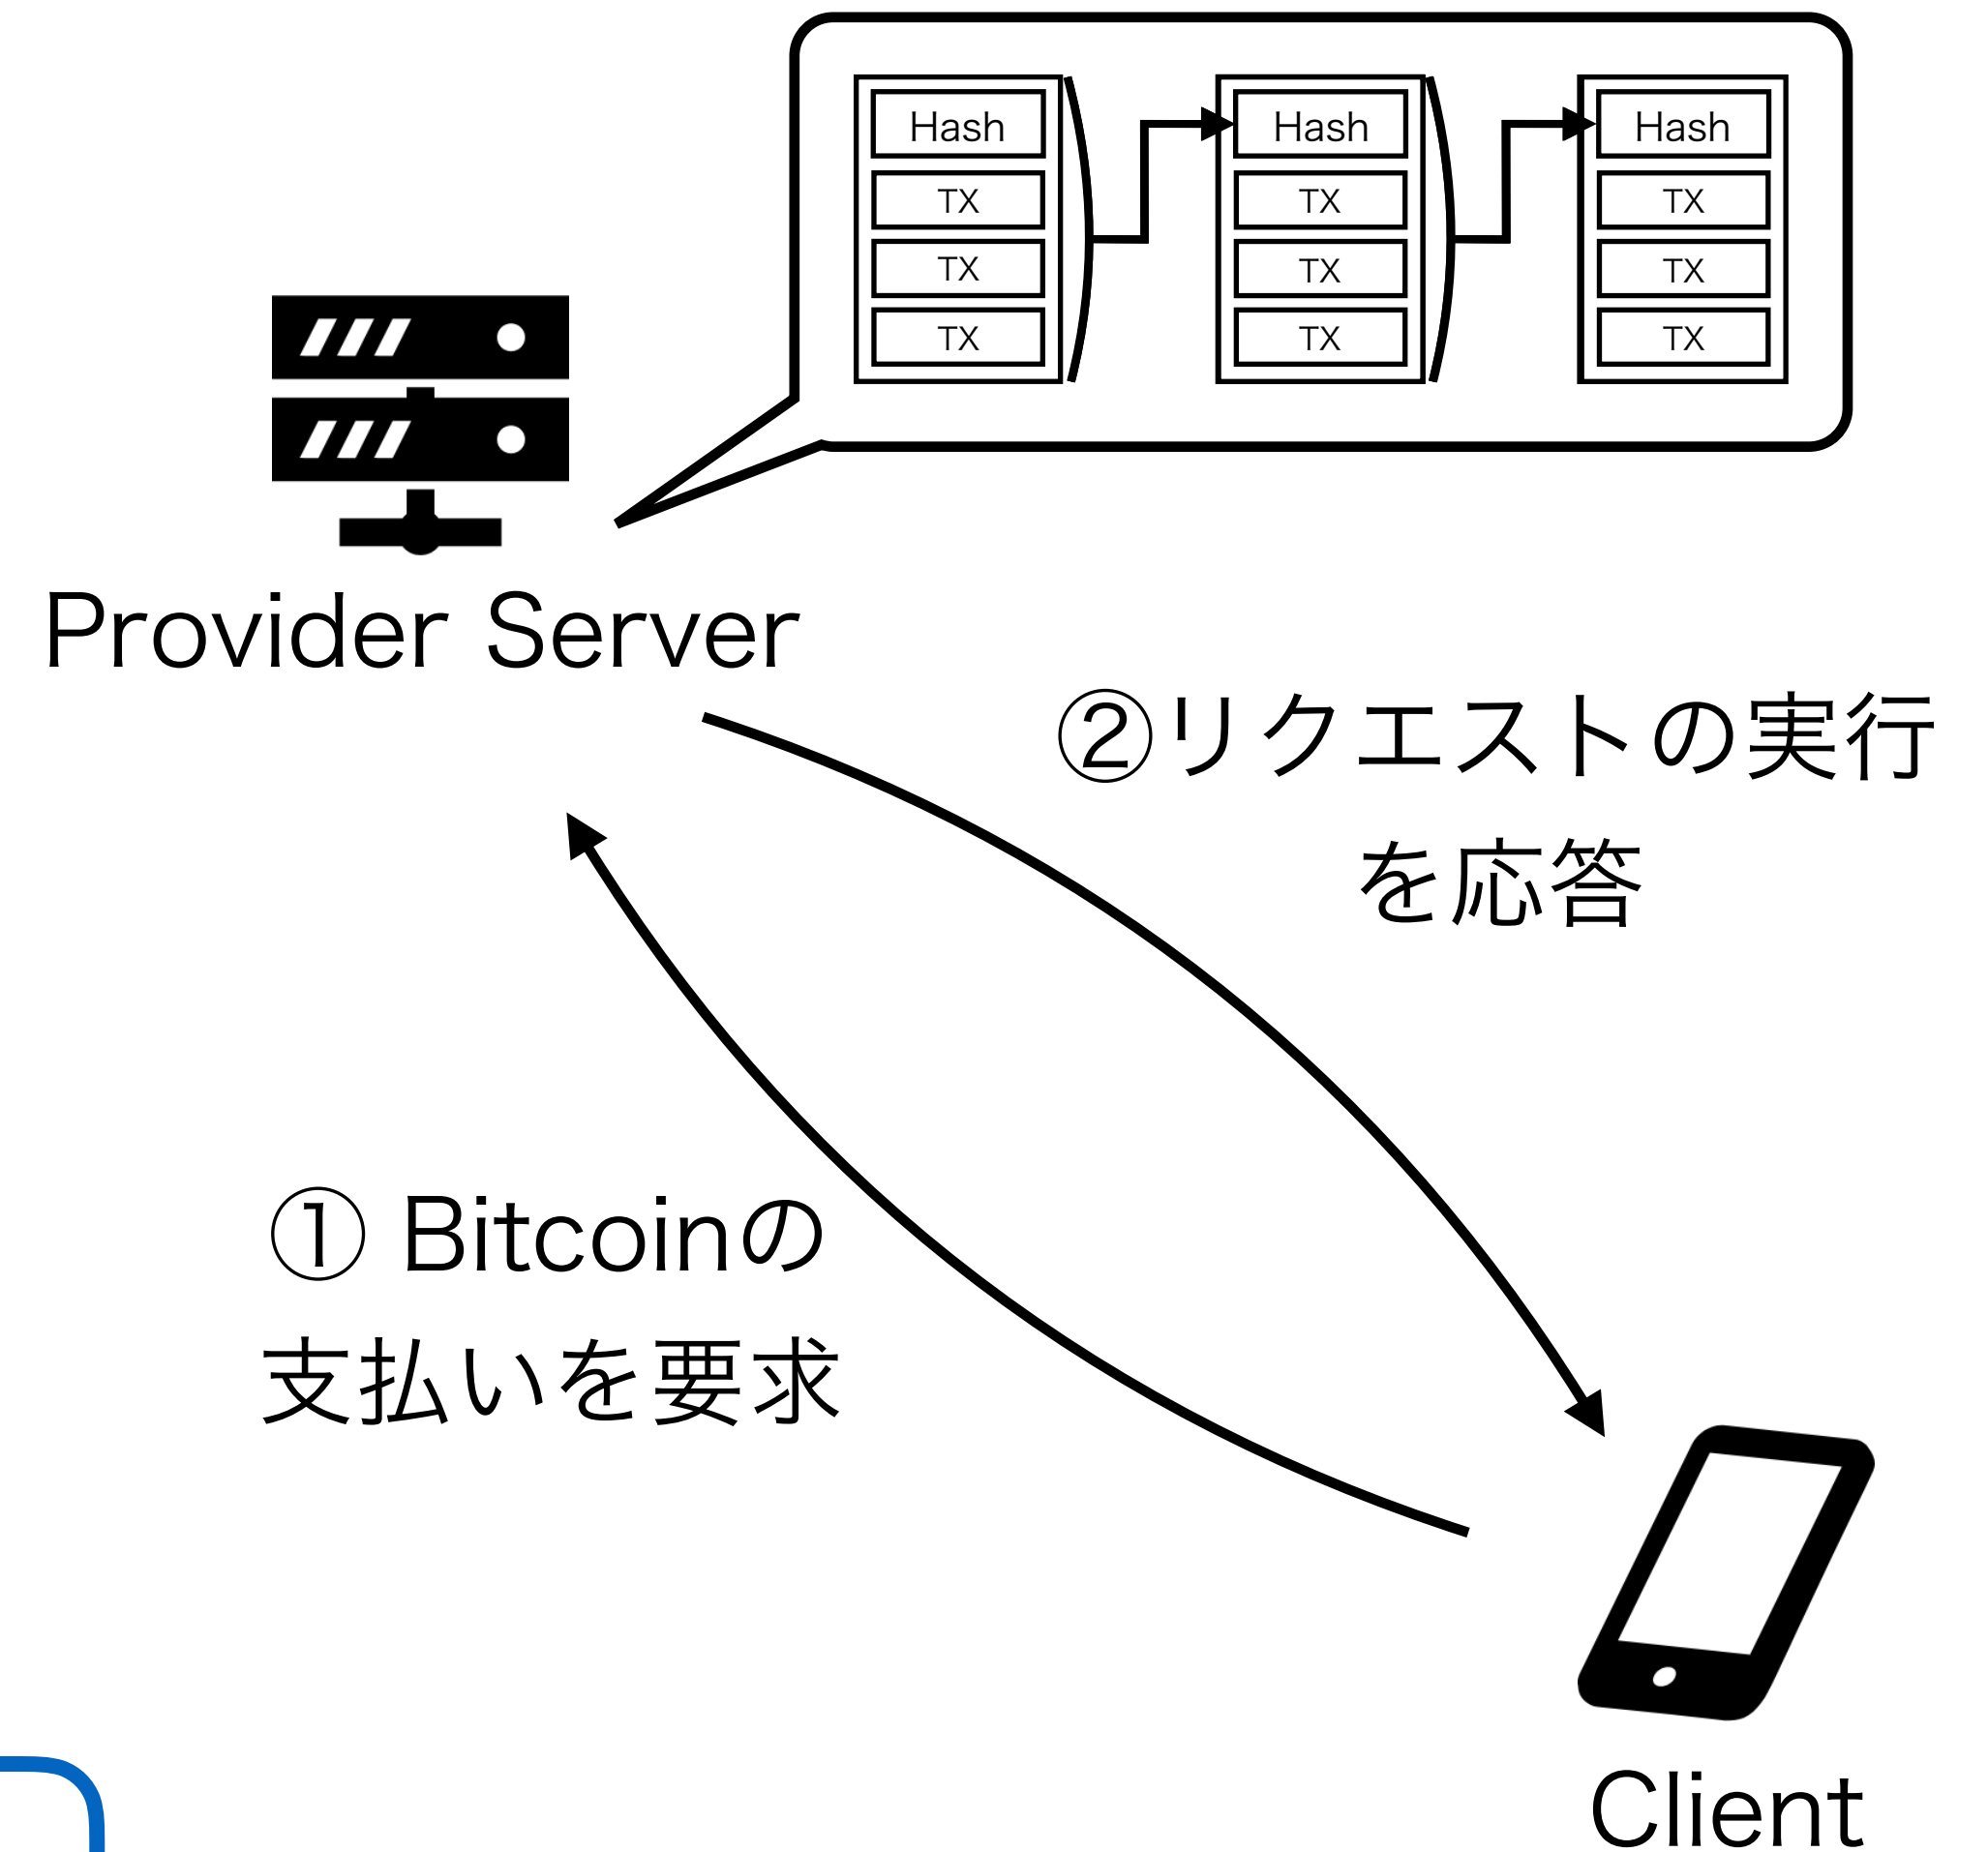 Hash Hash Hash
TX TX TX
TX TX TX
TX TX TX
Provider Server
②リクエストの実行
を応答
① Bitcoinの
支払いを要求
Client